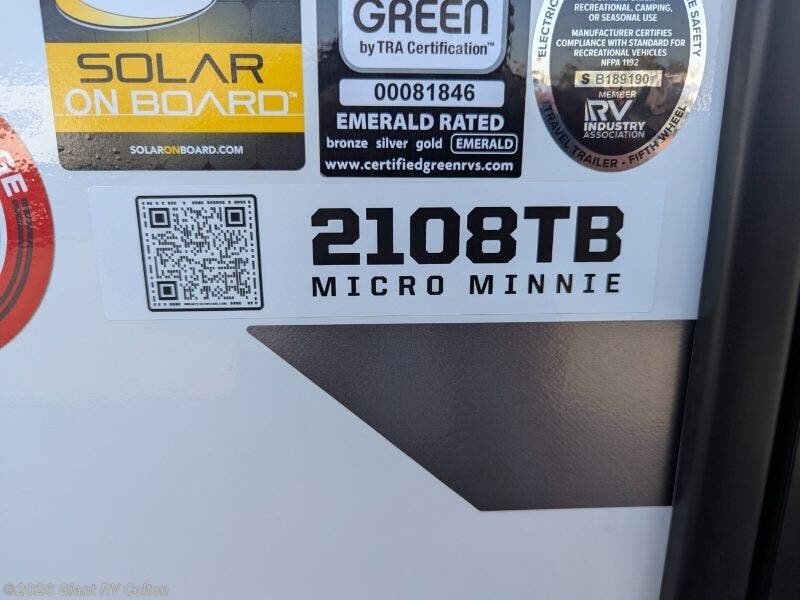 SOLAR
ON BOARD™
SOLARONBOARD.COM
GREEN
by TRA Certification™
00081846
EMERALD RATED
bronze silver gold EMERALD
www.certifiedgreenrvs.com
RECREATIONAL, CAMPING,
OR SEASONAL USE
MANUFACTURER CERTIFIES
COMPLIANCE WITH STANDARD FOR
RECREATIONAL VEHICLES
NFPA 1192
S B189190
MEMBER
RV
INDUSTRY
ASSOCIATION
TRAVEL TRAILER - FIFTH WHEEL
2108TB
MICRO MINNIE
©2026 Giant RV Colton